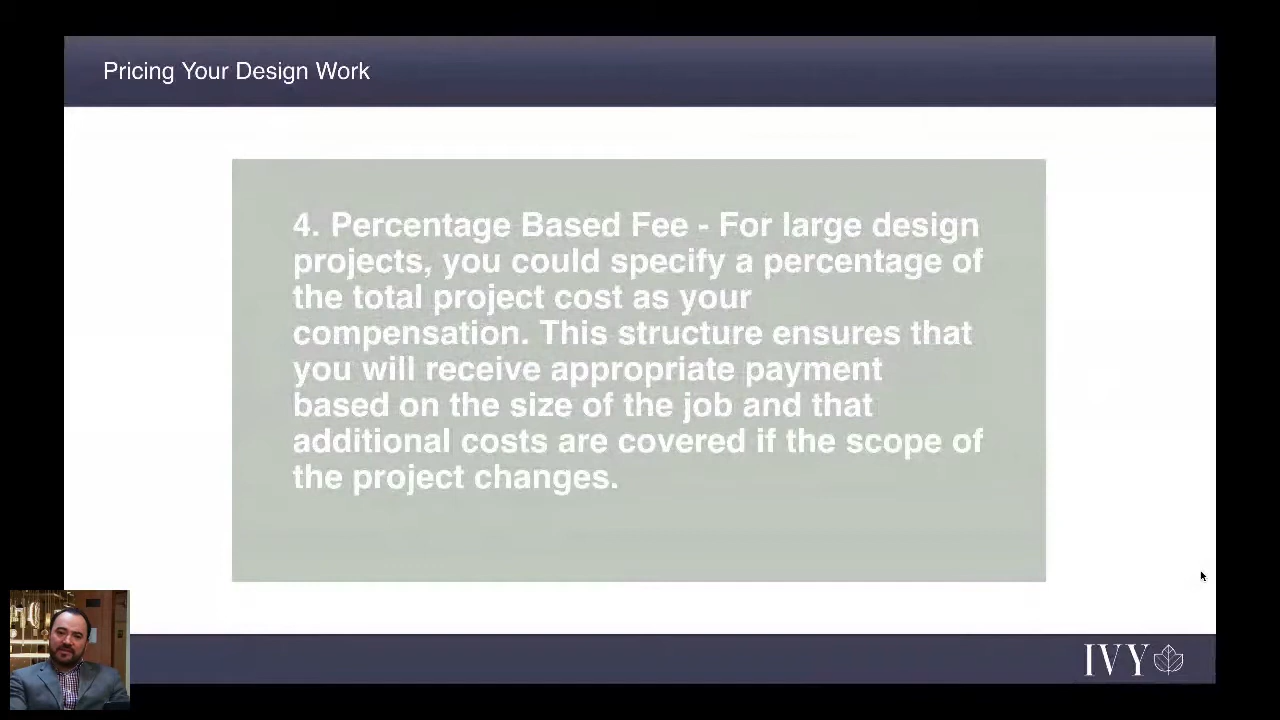 Pricing Your Design Work
4. Percentage Based Fee - For large design
projects, you could specify a percentage of
the total project cost as your
compensation. This structure ensures that
you will receive appropriate payment
based on the size of the job and that
additional costs are covered if the scope of
the project changes.
IVY